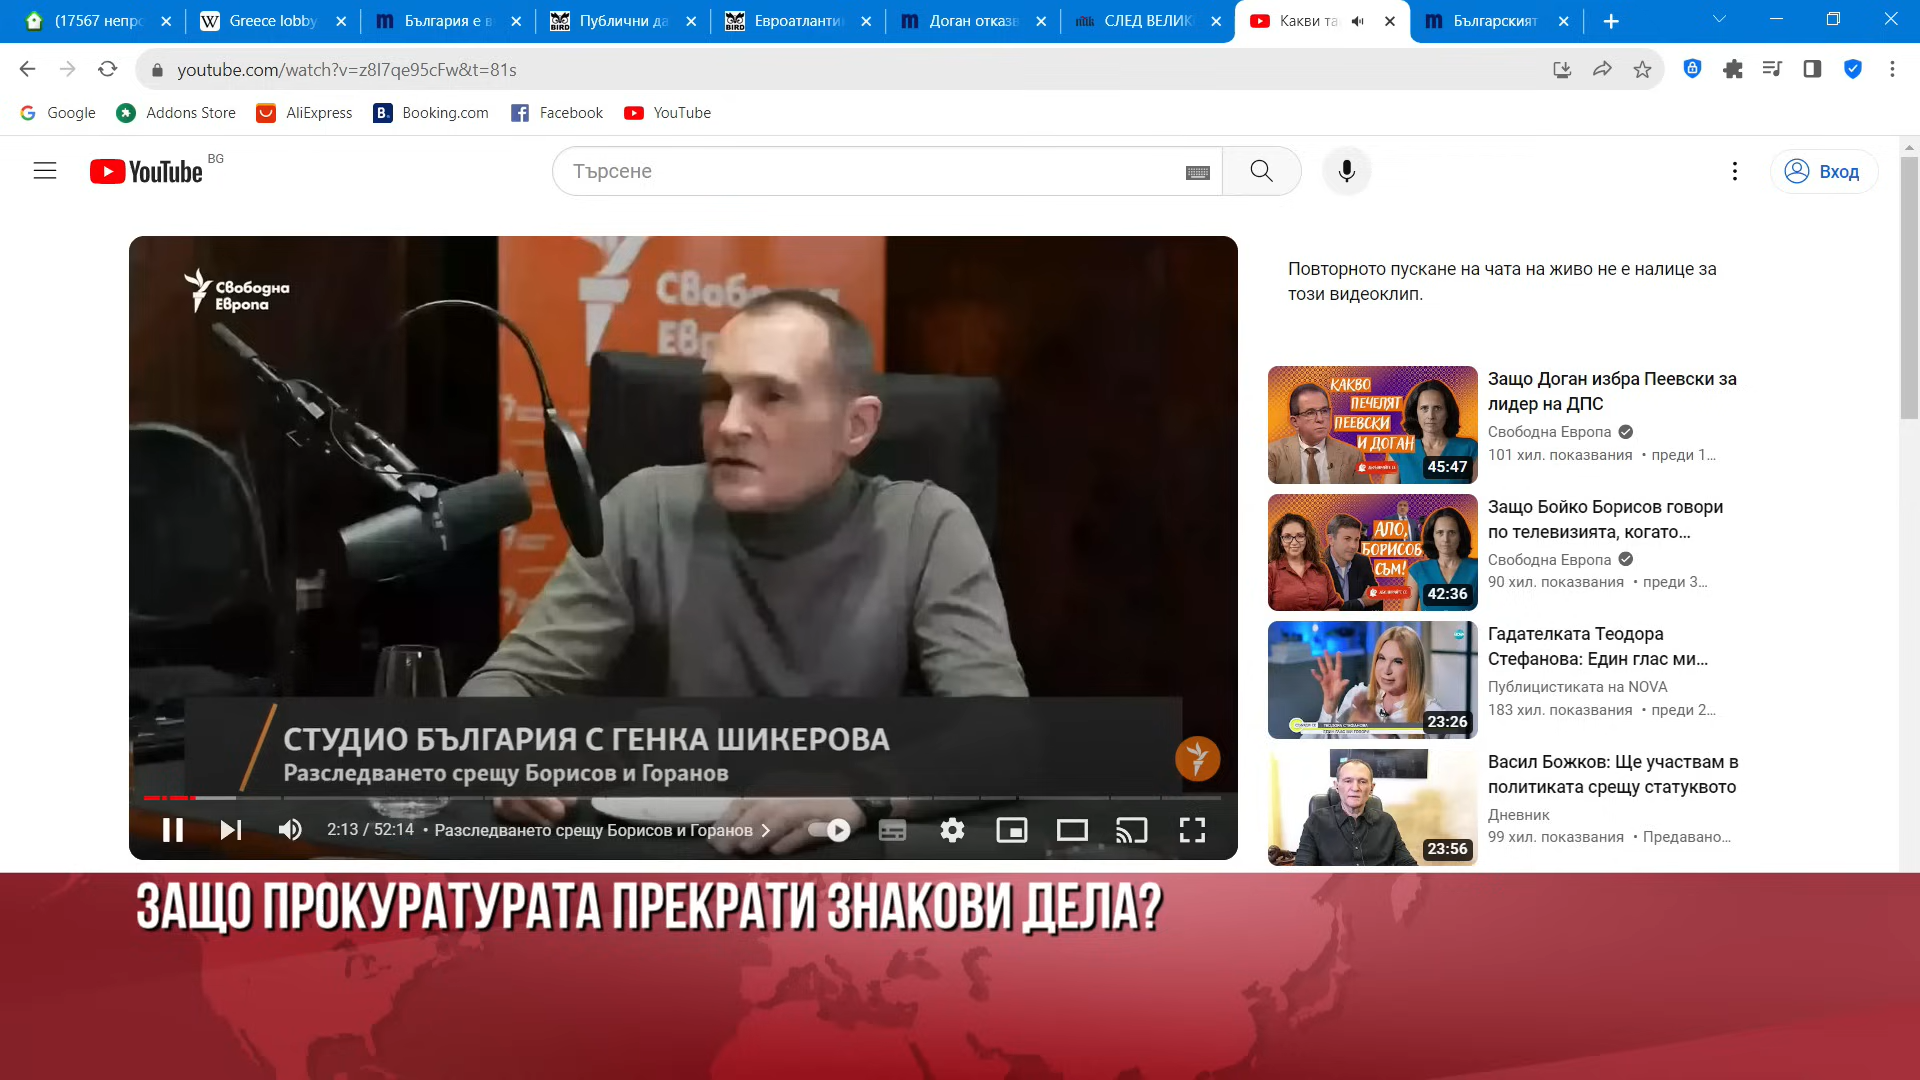 (17567 непро
Greece lobby
България е в
Публични да
Евроатланти
Доган отказв
СЛЕД ВЕЛИК
Какви та
Българският
youtube.com/watch?v=z8I7qe95cFw&t=81s
Google
Addons Store
AliExpress
Booking.com
Facebook
YouTube
YouTube BG
Търсене
Вход
Свободна
Европа
СТУДИО БЪЛГАРИЯ С ГЕНКА ШИКЕРОВА
Разследването срещу Борисов и Горанов
2:13 / 52:14 • Разследването срещу Борисов и Горанов
Повторното пускане на чата на живо не е налице за
този видеоклип.
КАКВО
ПЕЧЕЛЯТ
ПЕЕВСКИ
И ДОГАН
45:47
Защо Доган избра Пеевски за
лидер на ДПС
Свободна Европа
101 хил. показвания • преди 1...
АЛО,
БОРИСОВ
СЪМ!
42:36
Защо Бойко Борисов говори
по телевизията, когато...
Свободна Европа
90 хил. показвания • преди 3...
23:26
Гадателката Теодора
Стефанова: Един глас ми...
Публицистиката на NOVA
183 хил. показвания • преди 2...
23:56
Васил Божков: Ще участвам в
политиката срещу статуквото
Дневник
99 хил. показвания • Предавано...
ЗАЩО ПРОКУРАТУРАТА ПРЕКРАТИ ЗНАКОВИ ДЕЛА?